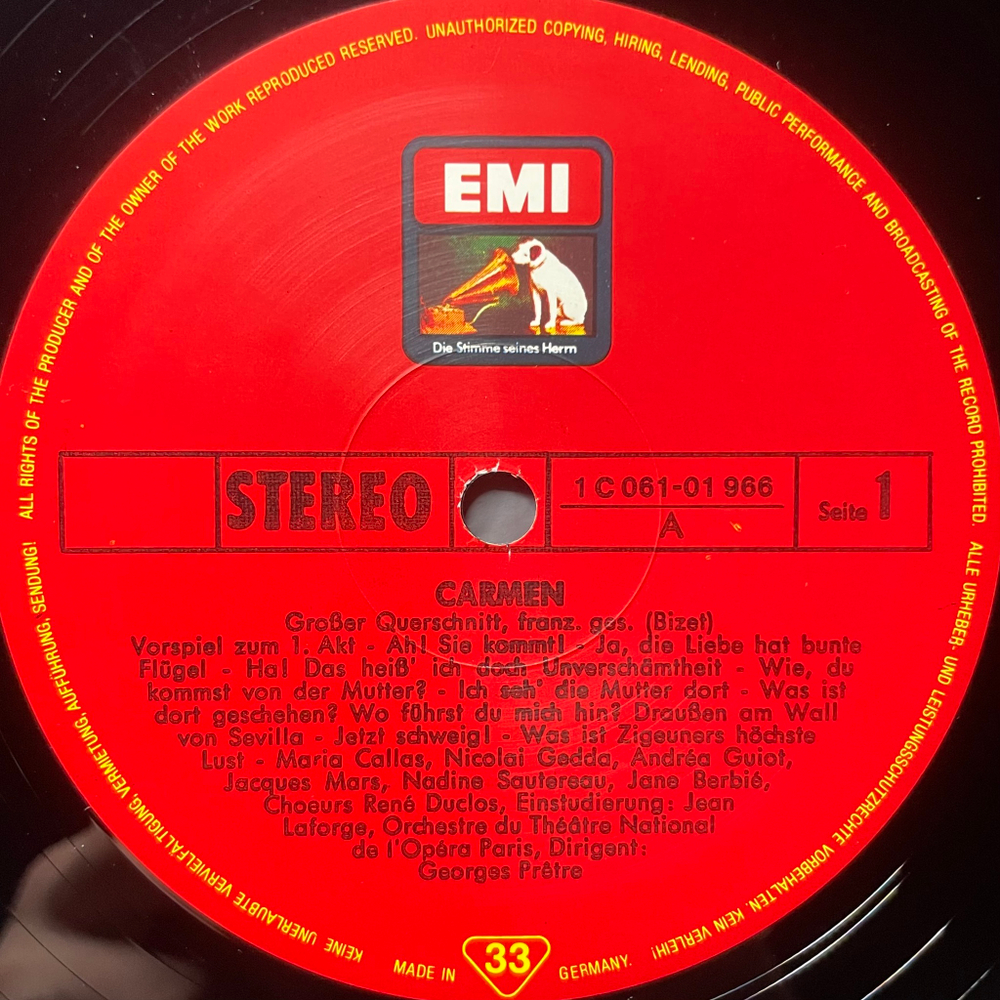 ALL RIGHTS OF THE PRODUCER AND OF THE OWNER OF THE WORK REPRODUCED RESERVED. UNAUTHORIZED COPYING, HIRING, LENDING, PUBLIC PERFORMANCE AND BROADCASTING OF THE RECORD PROHIBITED.
EMI
Die Stimme seines Herrn
STEREO
1 C 061-01 966
A
Seite 1
CARMEN
Großer Querschnitt, franz. ges. (Bizet)
Vorspiel zum 1. Akt - Ah! Sie kommt! - Ja, die Liebe hat bunte
Flügel - Ha! Das heiß' ich doch Unverschämtheit - Wie, du
kommst von der Mutter? - Ich seh' die Mutter dort - Was ist
dort geschehen? Wo führst du mich hin? Draußen am Wall
von Sevilla - Jetzt schweig! - Was ist Zigeuners höchste
Lust - Maria Callas, Nicolai Gedda, Andréa Guiot,
Jacques Mars, Nadine Sautereau, Jane Berbié,
Choeurs René Duclos, Einstudierung: Jean
Laforge, Orchestre du Théâtre National
de l'Opéra Paris, Dirigent:
Georges Prêtre
ALLE URHEBER- UND LEISTUNGSSCHUTZRECHTE VORBEHALTEN. KEIN VERLEIH!
KEINE UNERLAUBTE VERVIELFÄLTIGUNG, VERMIETUNG, AUFFÜHRUNG, SENDUNG!
MADE IN 33 GERMANY.